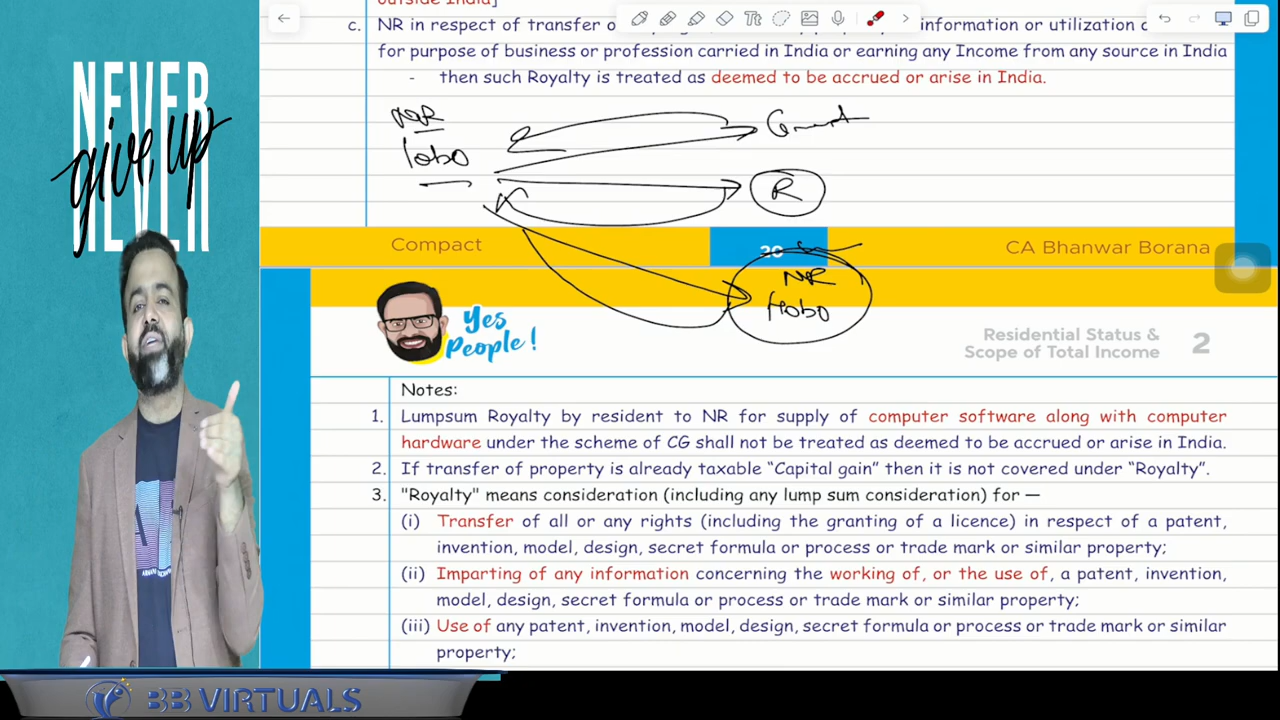 NEVER
give up
NEVER
outside India]
c. NR in respect of transfer o information or utilization
for purpose of business or profession carried in India or earning any Income from any source in India
- then such Royalty is treated as deemed to be accrued or arise in India.
NR
lobo
R
Compact
20
CA Bhanwar Borana
NR
Hobo
Yes
People!
Residential Status &
Scope of Total Income
2
Notes:
1. Lumpsum Royalty by resident to NR for supply of computer software along with computer
hardware under the scheme of CG shall not be treated as deemed to be accrued or arise in India.
2. If transfer of property is already taxable “Capital gain” then it is not covered under “Royalty”.
3. "Royalty" means consideration (including any lump sum consideration) for —
(i) Transfer of all or any rights (including the granting of a licence) in respect of a patent,
invention, model, design, secret formula or process or trade mark or similar property;
(ii) Imparting of any information concerning the working of, or the use of, a patent, invention,
model, design, secret formula or process or trade mark or similar property;
(iii) Use of any patent, invention, model, design, secret formula or process or trade mark or similar
property;
BB VIRTUALS